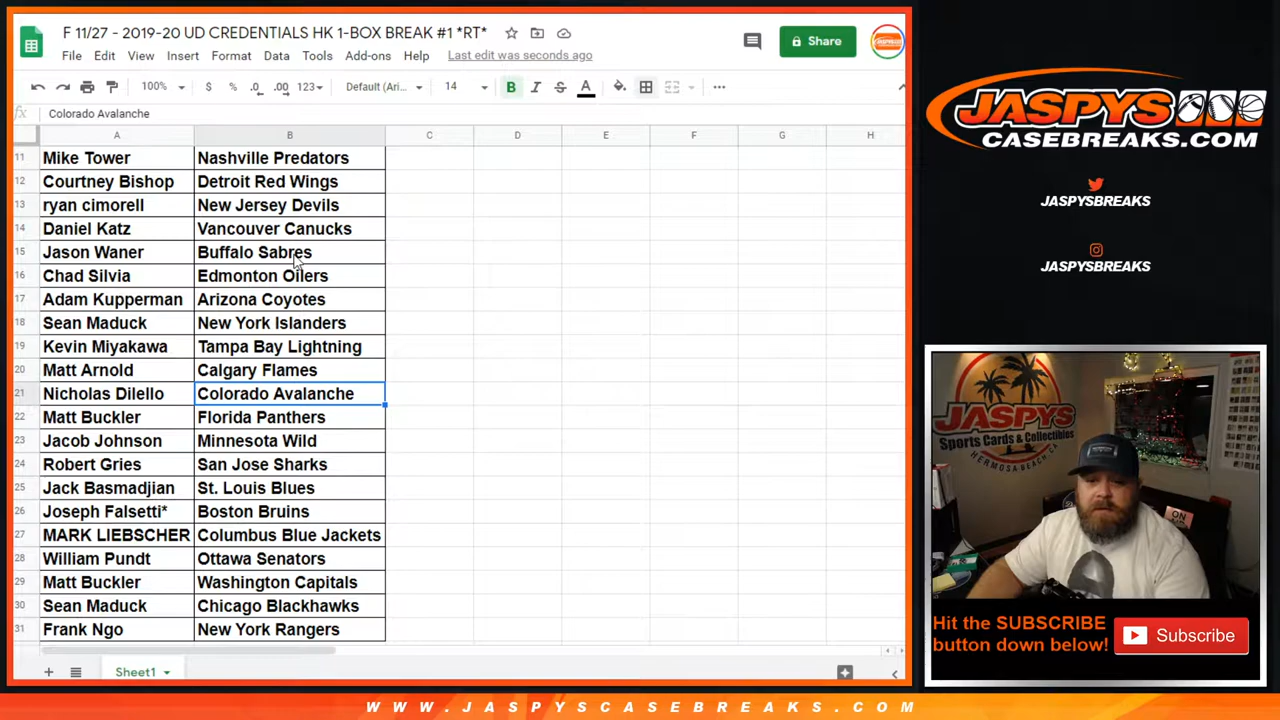 F 11/27 - 2019-20 UD CREDENTIALS HK 1-BOX BREAK #1 *RT*
File Edit View Insert Format Data Tools Add-ons Help Last edit was seconds ago
Share
100% $ % .0 .00 123 Default (Ari... 14 B I S A
fx Colorado Avalanche
A B C D E F G H
11 Mike Tower Nashville Predators
12 Courtney Bishop Detroit Red Wings
13 ryan cimorell New Jersey Devils
14 Daniel Katz Vancouver Canucks
15 Jason Waner Buffalo Sabres
16 Chad Silvia Edmonton Oilers
17 Adam Kupperman Arizona Coyotes
18 Sean Maduck New York Islanders
19 Kevin Miyakawa Tampa Bay Lightning
20 Matt Arnold Calgary Flames
21 Nicholas Dilello Colorado Avalanche
22 Matt Buckler Florida Panthers
23 Jacob Johnson Minnesota Wild
24 Robert Gries San Jose Sharks
25 Jack Basmadjian St. Louis Blues
26 Joseph Falsetti* Boston Bruins
27 MARK LIEBSCHER Columbus Blue Jackets
28 William Pundt Ottawa Senators
29 Matt Buckler Washington Capitals
30 Sean Maduck Chicago Blackhawks
31 Frank Ngo New York Rangers
Sheet1
JASPYS
CASEBREAKS.COM
JASPYSBREAKS
JASPYSBREAKS
JASPYS
Sports Cards & Collectibles
HERMOSA BEACH, CA
ON
Hit the SUBSCRIBE
button down below!
Subscribe
WWW.JASPYSCASEBREAKS.COM